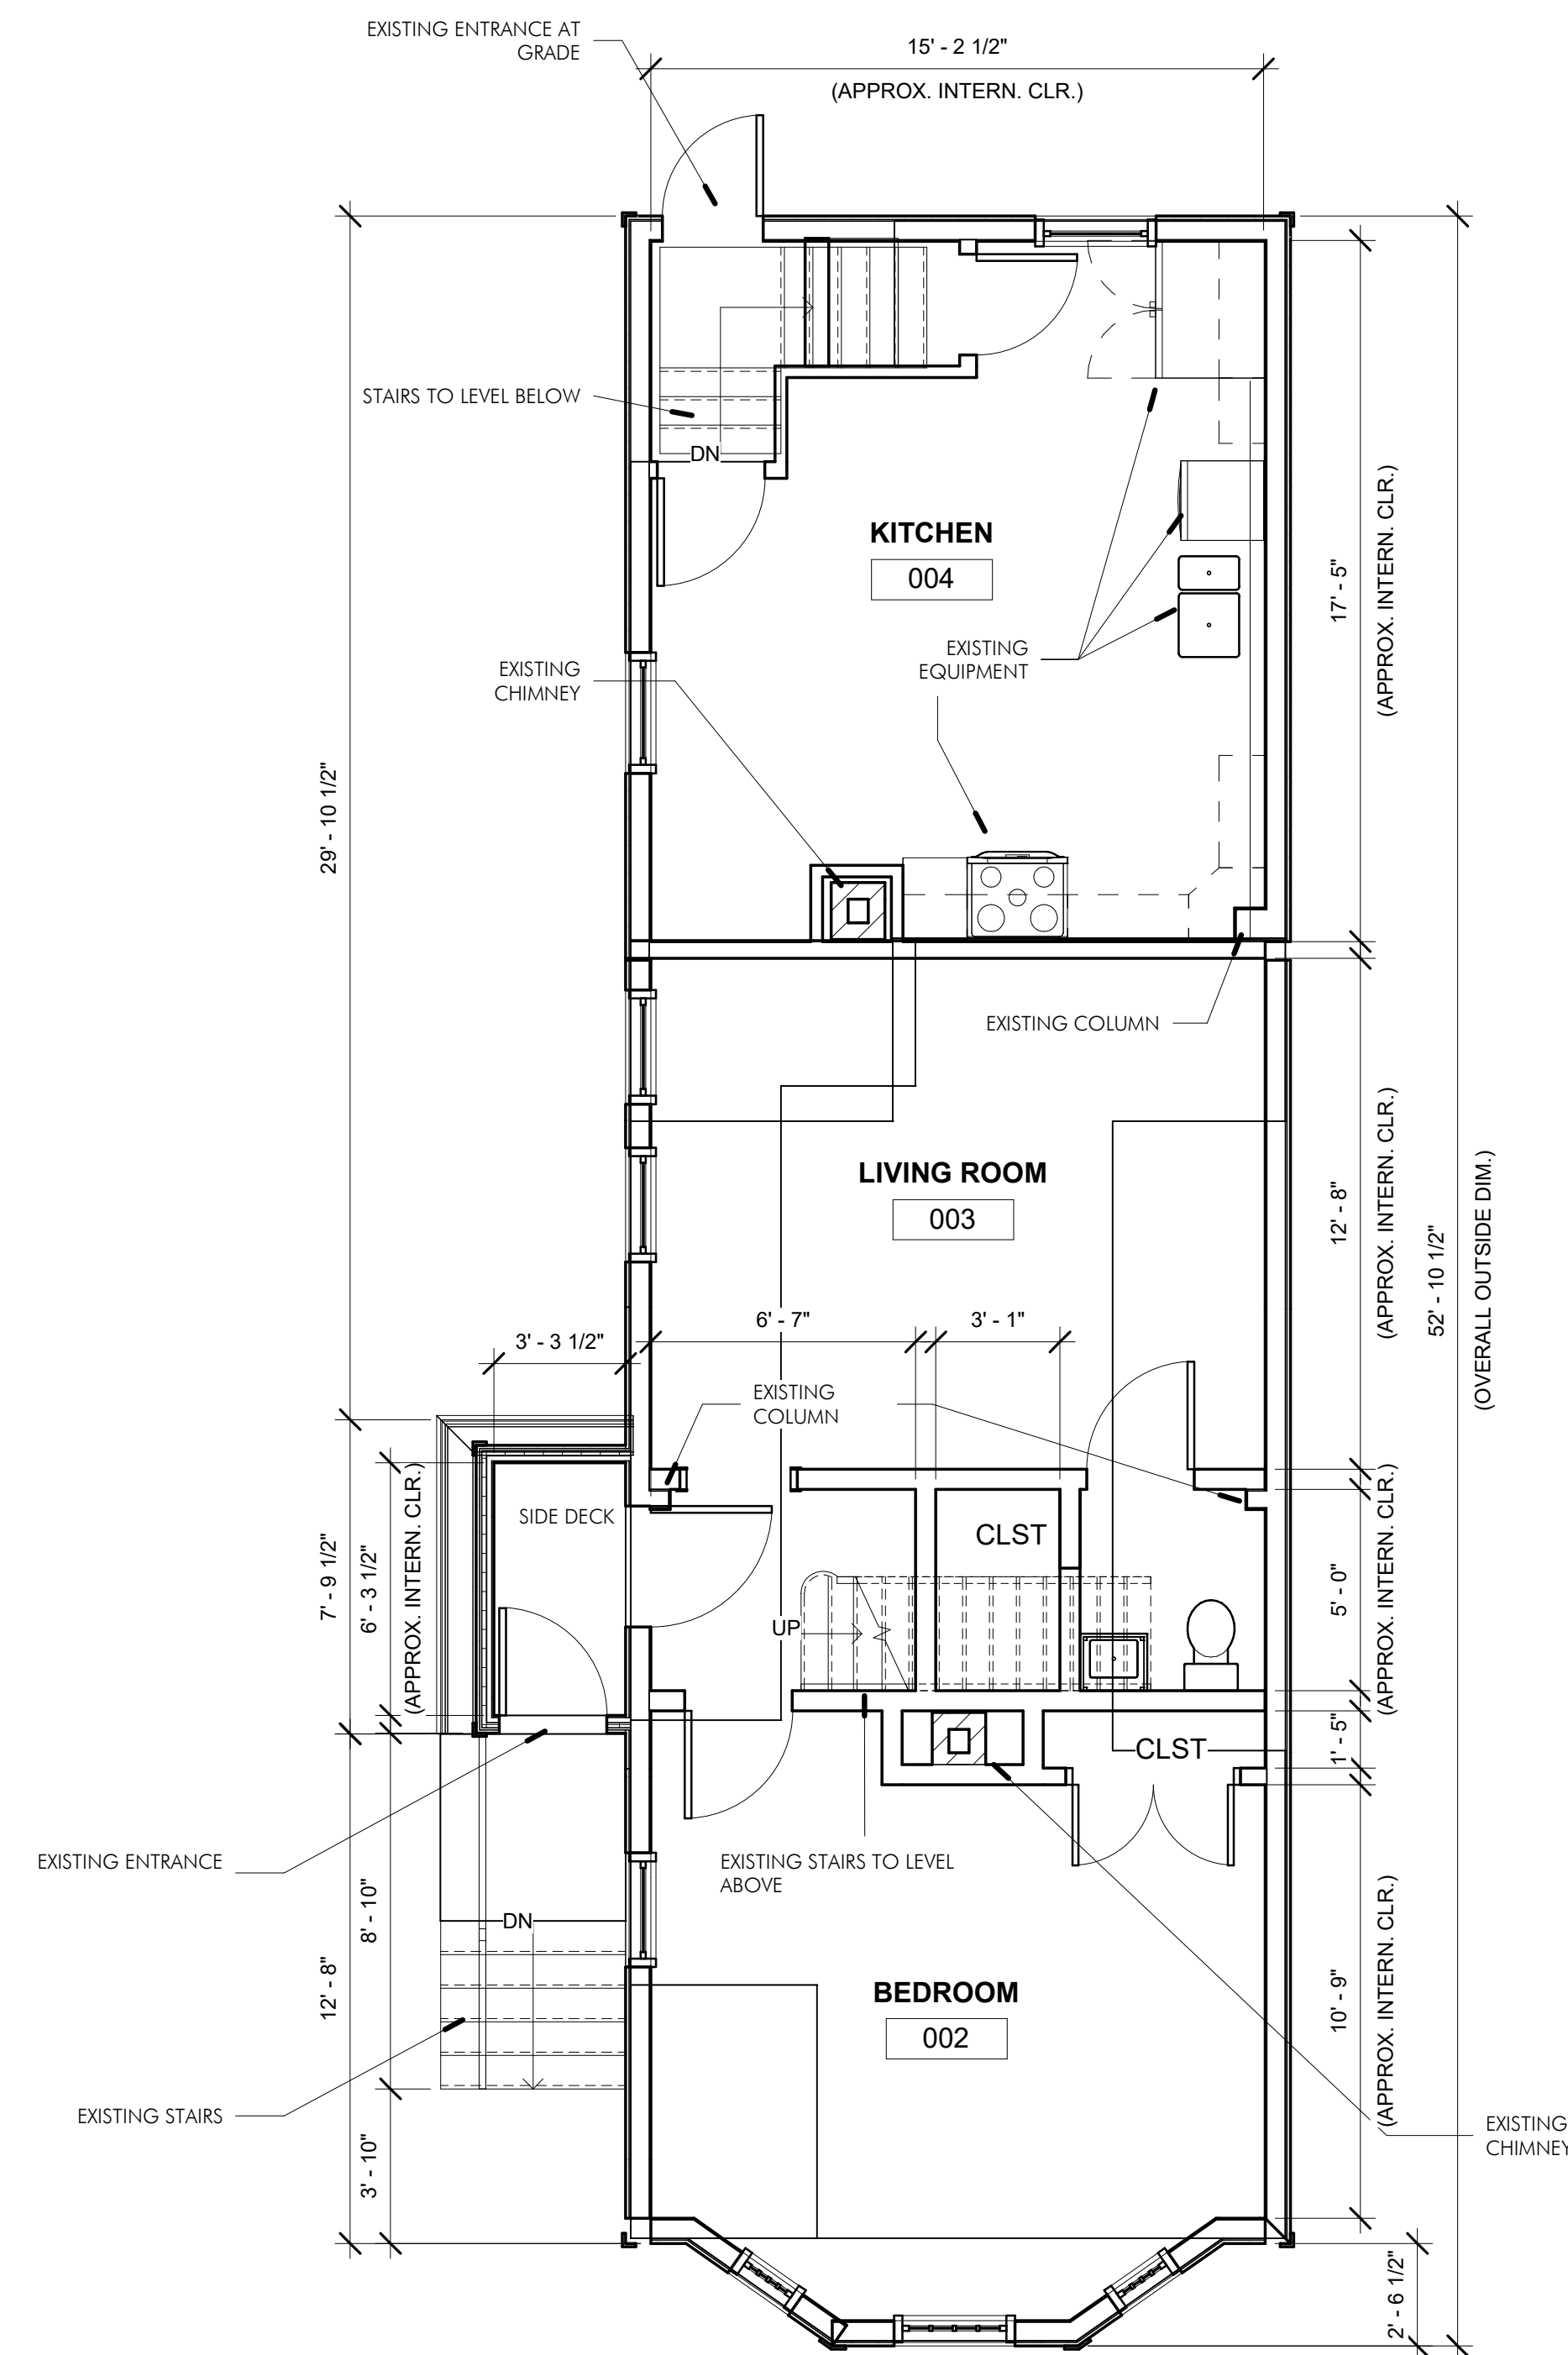 EXISTING ENTRANCE AT
GRADE
15' - 2 1/2"
(APPROX. INTERN. CLR.)
STAIRS TO LEVEL BELOW
DN
KITCHEN
004
EXISTING
EQUIPMENT
EXISTING
CHIMNEY
17' - 5"
(APPROX. INTERN. CLR.)
29' - 10 1/2"
EXISTING COLUMN
LIVING ROOM
003
12' - 8"
(APPROX. INTERN. CLR.)
52' - 10 1/2"
(OVERALL OUTSIDE DIM.)
6' - 7"
3' - 1"
3' - 3 1/2"
EXISTING
COLUMN
SIDE DECK
CLST
7' - 9 1/2"
6' - 3 1/2"
(APPROX. INTERN. CLR.)
UP
5' - 0"
(APPROX. INTERN. CLR.)
CLST
1' - 5"
EXISTING ENTRANCE
EXISTING STAIRS TO LEVEL
ABOVE
DN
8' - 10"
12' - 8"
BEDROOM
002
10' - 9"
(APPROX. INTERN. CLR.)
EXISTING STAIRS
3' - 10"
EXISTING
CHIMNEY
2' - 6 1/2"